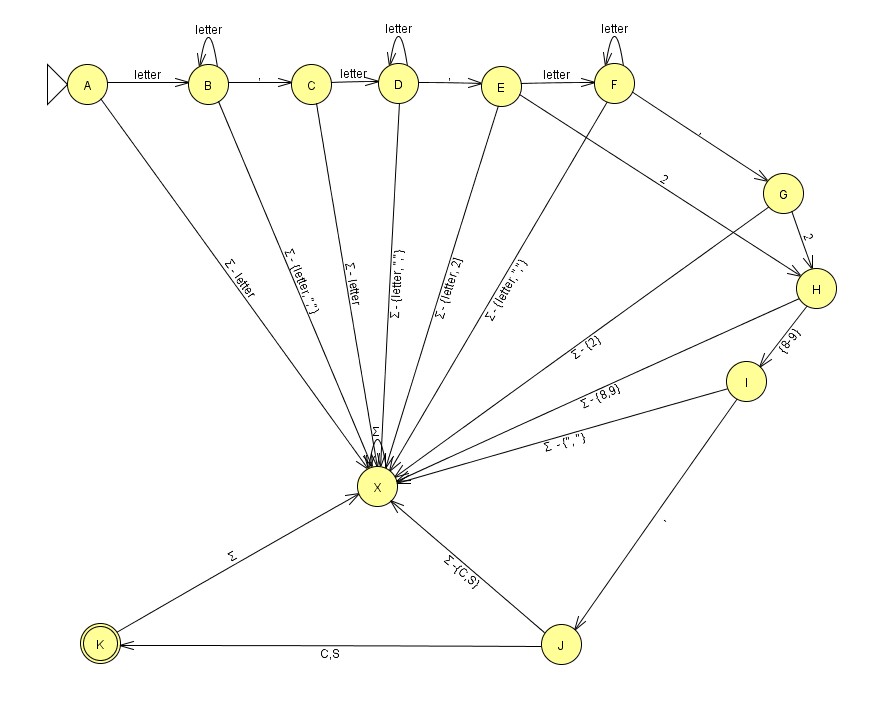 letter
letter
letter
letter
,
letter
,
letter
A
B
C
D
E
F
,
2
G
2
Σ - letter
Σ - {letter, ","}
Σ - letter
Σ - {letter, ","}
Σ - {letter, 2]
Σ - {letter, ","}
H
Σ - {2}
{8-9}
I
Σ - {8,9}
Σ
Σ - {","}
X
,
Σ
Σ -{C,S}
K
C,S
J